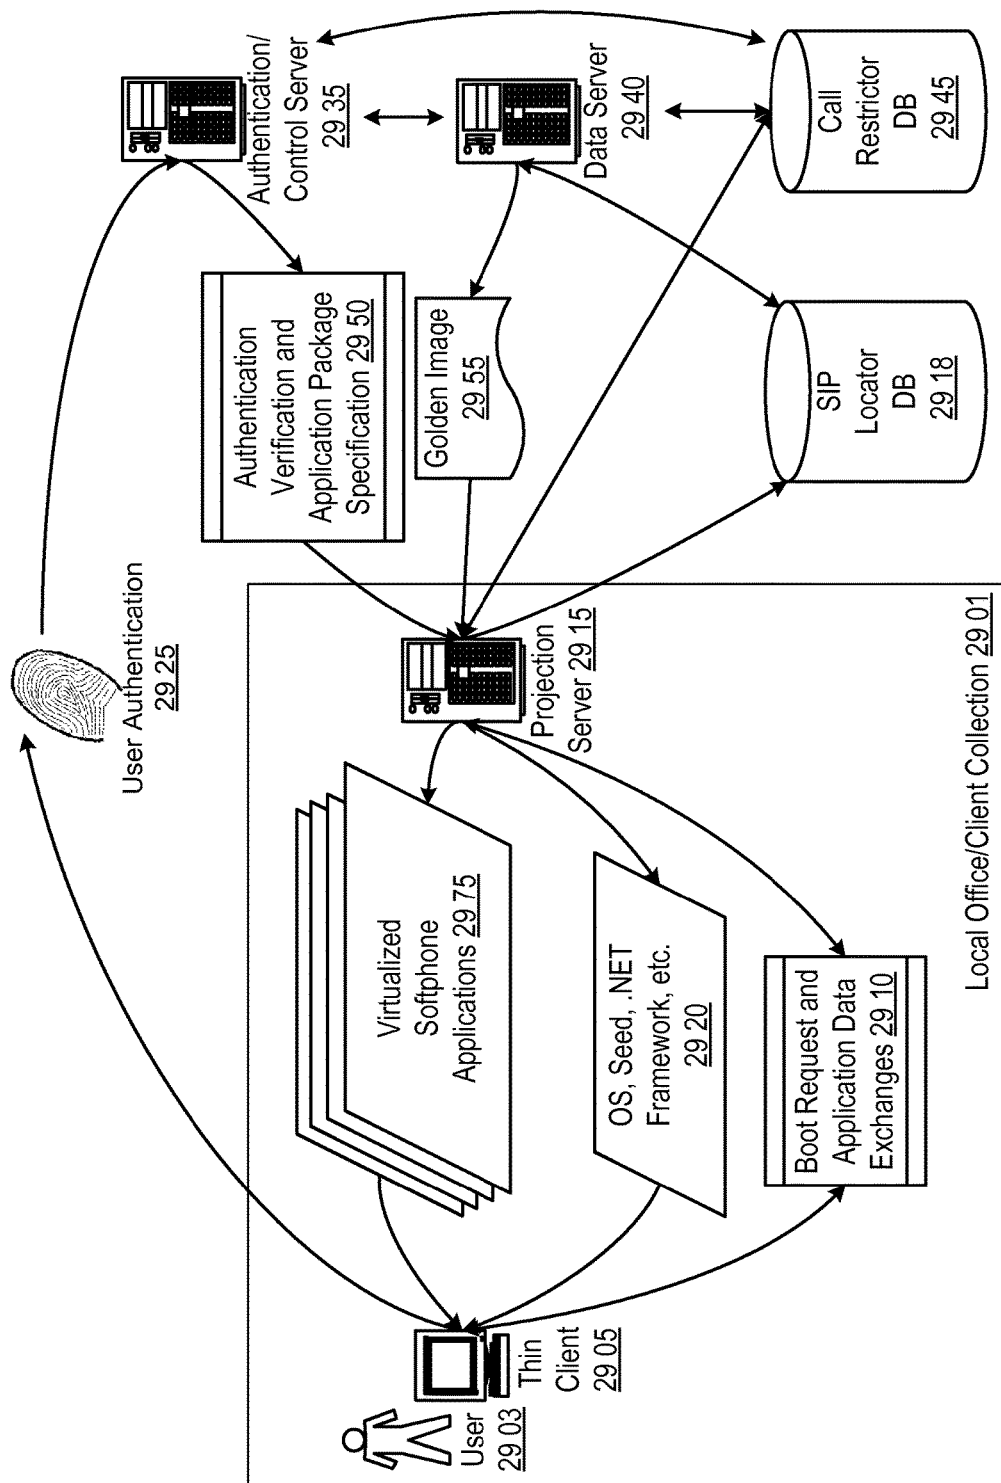 User
29 03
Thin
Client
29 05
User Authentication
29 25
Virtualized
Softphone
Applications 29 75
OS, Seed, .NET
Framework, etc.
29 20
Boot Request and
Application Data
Exchanges 29 10
Projection
Server 29 15
Local Office/Client Collection 29 01
Authentication
Verification and
Application Package
Specification 29 50
Golden Image
29 55
SIP
Locator
DB
29 18
Authentication/
Control Server
29 35
Data Server
29 40
Call
Restrictor
DB
29 45